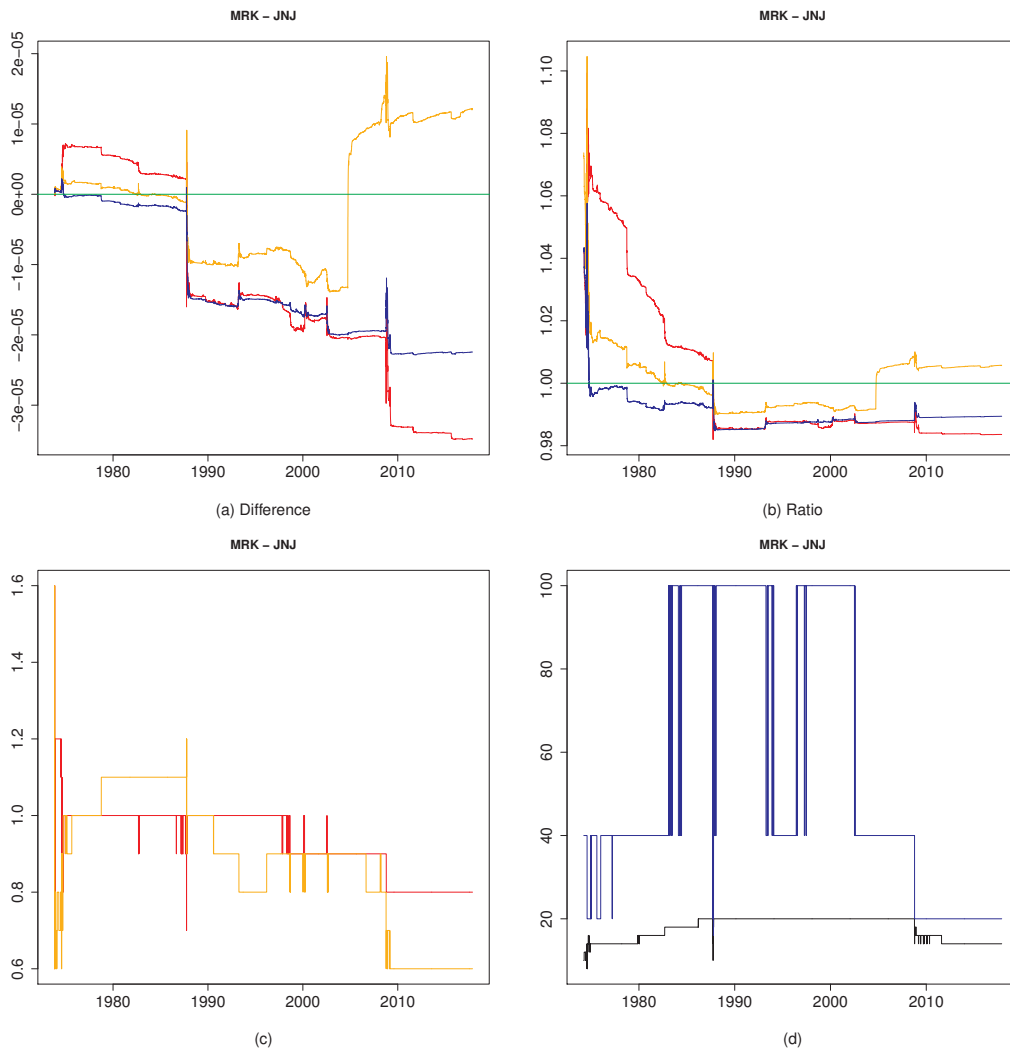 MRK – JNJ
2e−05
1e−05
0e+00
−1e−05
−2e−05
−3e−05
1980 1990 2000 2010
(a) Difference
MRK – JNJ
1.10
1.08
1.06
1.04
1.02
1.00
0.98
1980 1990 2000 2010
(b) Ratio
MRK – JNJ
1.6
1.4
1.2
1.0
0.8
0.6
1980 1990 2000 2010
(c)
MRK – JNJ
100
80
60
40
20
1980 1990 2000 2010
(d)